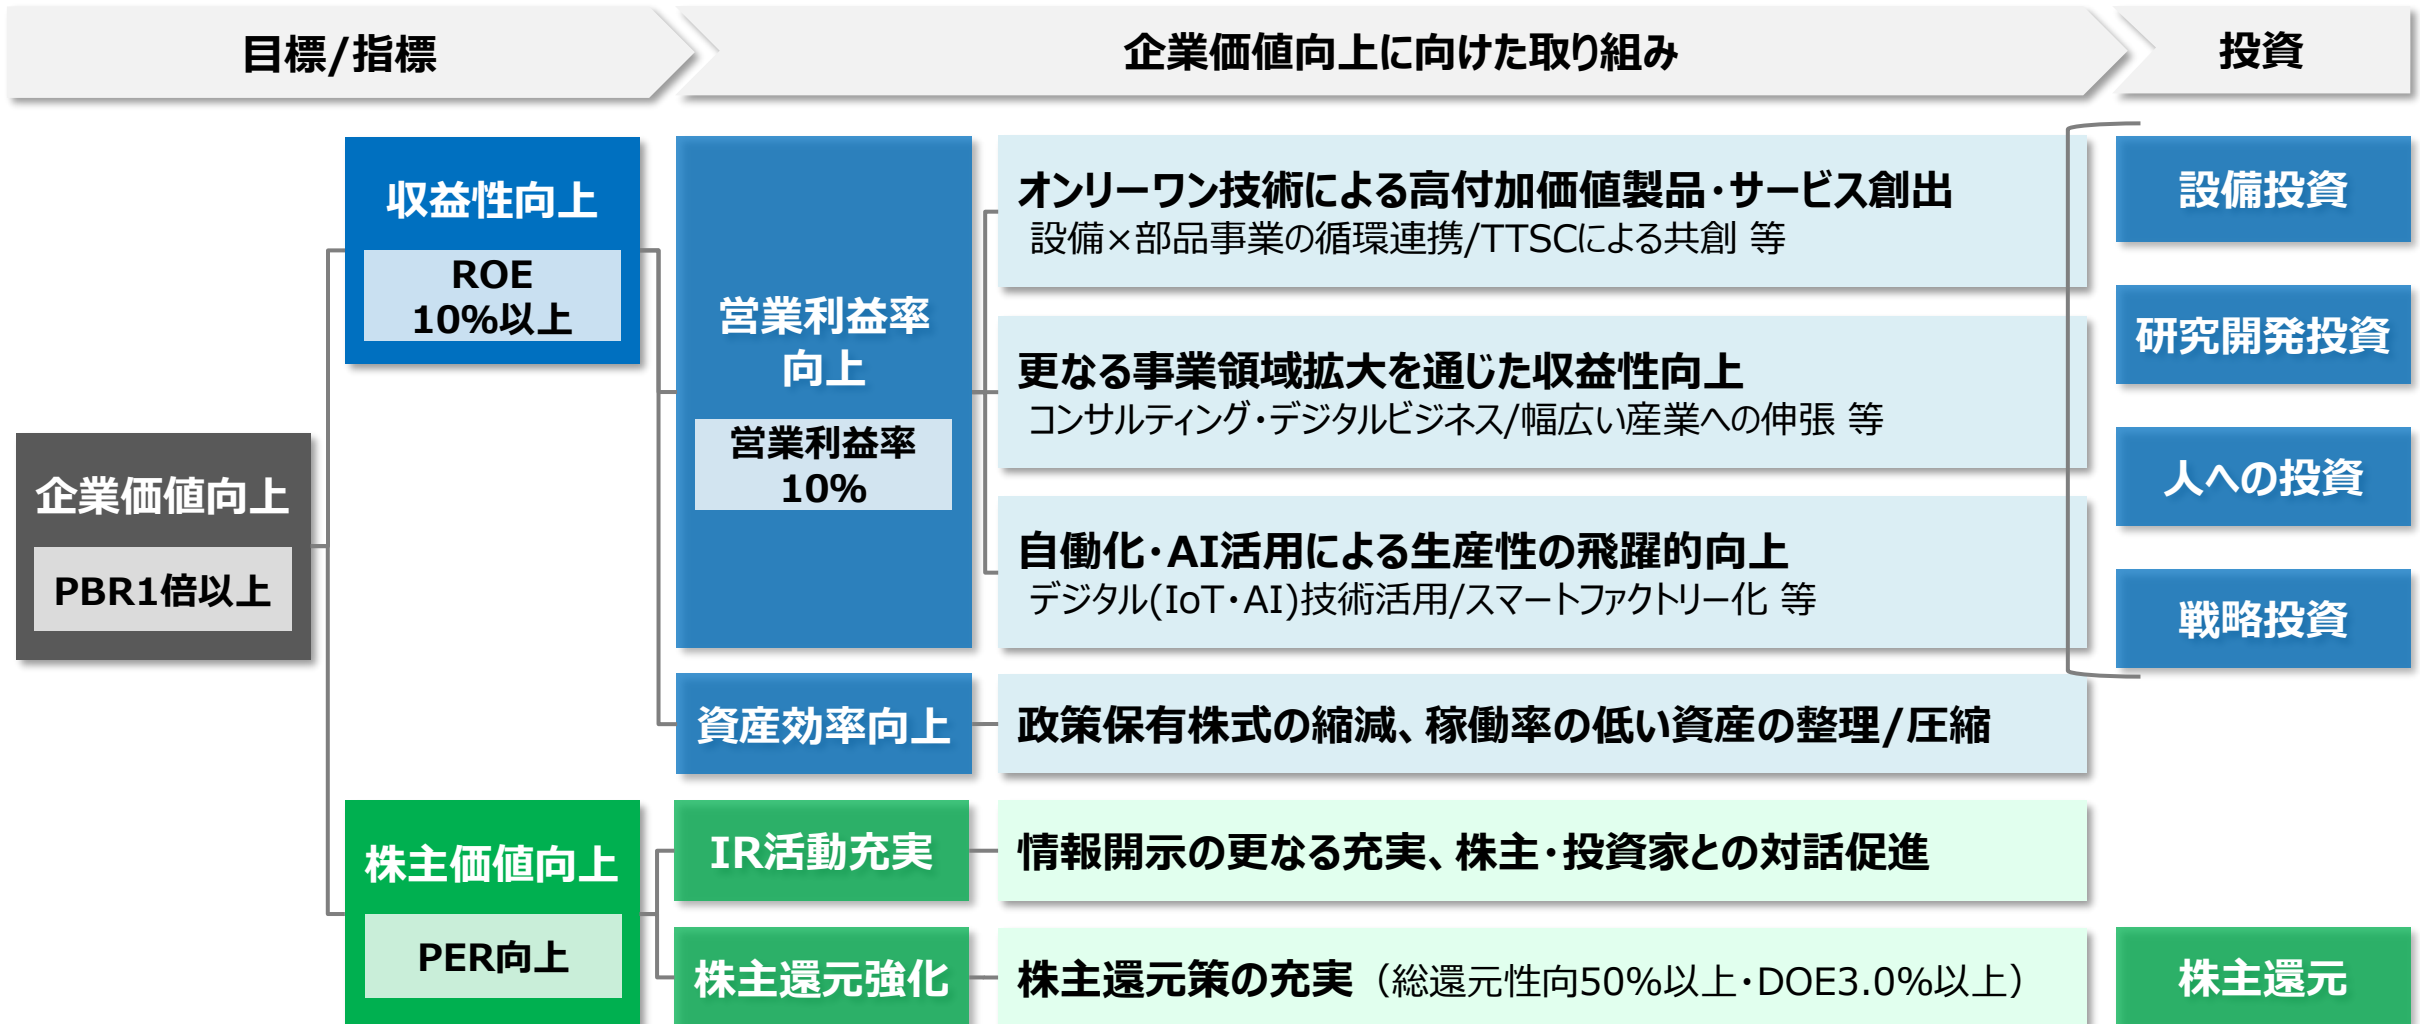 目標/指標
企業価値向上に向けた取り組み
投資
企業価値向上
PBR1倍以上
収益性向上
ROE
10%以上
営業利益率
向上
営業利益率
10%
オンリーワン技術による高付加価値製品・サービス創出
設備×部品事業の循環連携/TTSCによる共創 等
更なる事業領域拡大を通じた収益性向上
コンサルティング・デジタルビジネス/幅広い産業への伸張 等
自働化・AI活用による生産性の飛躍的向上
デジタル(IoT・AI)技術活用/スマートファクトリー化 等
資産効率向上
政策保有株式の縮減、稼働率の低い資産の整理/圧縮
株主価値向上
PER向上
IR活動充実
情報開示の更なる充実、株主・投資家との対話促進
株主還元強化
株主還元策の充実（総還元性向50%以上・DOE3.0%以上）
設備投資
研究開発投資
人への投資
戦略投資
株主還元